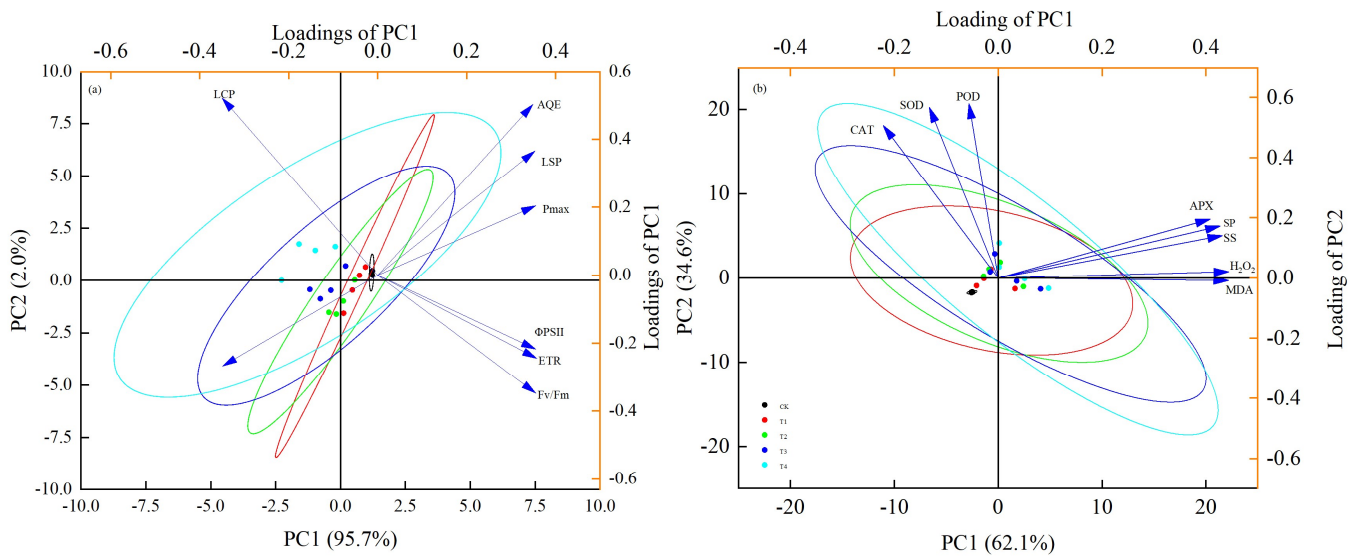 Loadings of PC1
-0.6 -0.4 -0.2 0.0 0.2 0.4
10.0
7.5
5.0
2.5
0.0
-2.5
-5.0
-7.5
-10.0
PC2 (2.0%)
(a)
LCP
AQE
LSP
Pmax
ΦPSII
ETR
Fv/Fm
0.6
0.4
0.2
0.0
-0.2
-0.4
-0.6
Loadings of PC1
-10.0 -7.5 -5.0 -2.5 0.0 2.5 5.0 7.5 10.0
PC1 (95.7%)
Loading of PC1
-0.4 -0.2 0.0 0.2 0.4
20
10
0
-10
-20
PC2 (34.6%)
(b)
SOD
POD
CAT
APX
SP
SS
H₂O₂
MDA
CK
T1
T2
T3
T4
0.6
0.4
0.2
0.0
-0.2
-0.4
-0.6
Loading of PC2
-20 -10 0 10 20
PC1 (62.1%)